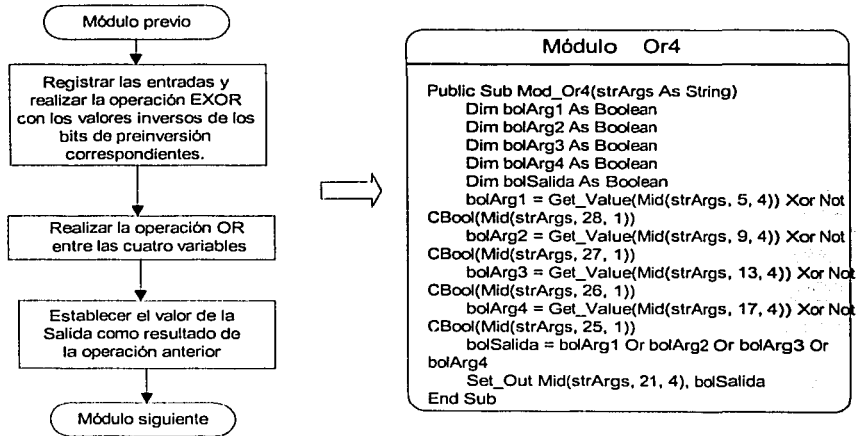 Módulo previo
Registrar las entradas y
realizar la operación EXOR
con los valores inversos de los
bits de preinversión
correspondientes.
Realizar la operación OR
entre las cuatro variables
Establecer el valor de la
Salida como resultado de
la operación anterior
Módulo siguiente
Módulo Or4
Public Sub Mod_Or4(strArgs As String)
Dim bolArg1 As Boolean
Dim bolArg2 As Boolean
Dim bolArg3 As Boolean
Dim bolArg4 As Boolean
Dim bolSalida As Boolean
bolArg1 = Get_Value(Mid(strArgs, 5, 4)) Xor Not
CBool(Mid(strArgs, 28, 1))
bolArg2 = Get_Value(Mid(strArgs, 9, 4)) Xor Not
CBool(Mid(strArgs, 27, 1))
bolArg3 = Get_Value(Mid(strArgs, 13, 4)) Xor Not
CBool(Mid(strArgs, 26, 1))
bolArg4 = Get_Value(Mid(strArgs, 17, 4)) Xor Not
CBool(Mid(strArgs, 25, 1))
bolSalida = bolArg1 Or bolArg2 Or bolArg3 Or
bolArg4
Set_Out Mid(strArgs, 21, 4), bolSalida
End Sub